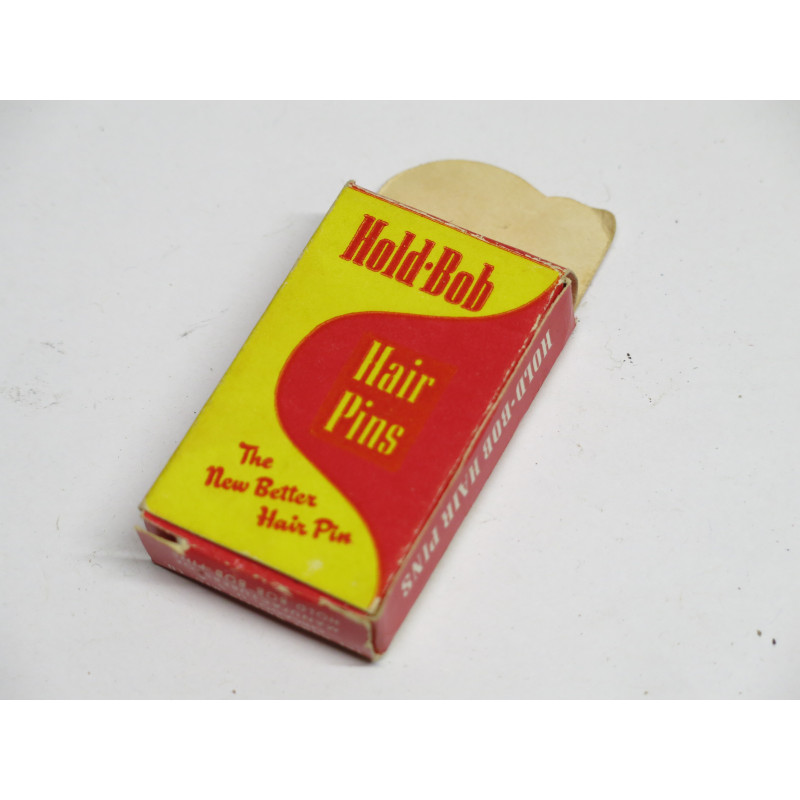 Hold·Bob
Hair
Pins
The
New Better
Hair Pin
HOLD-BOB HAIR PINS